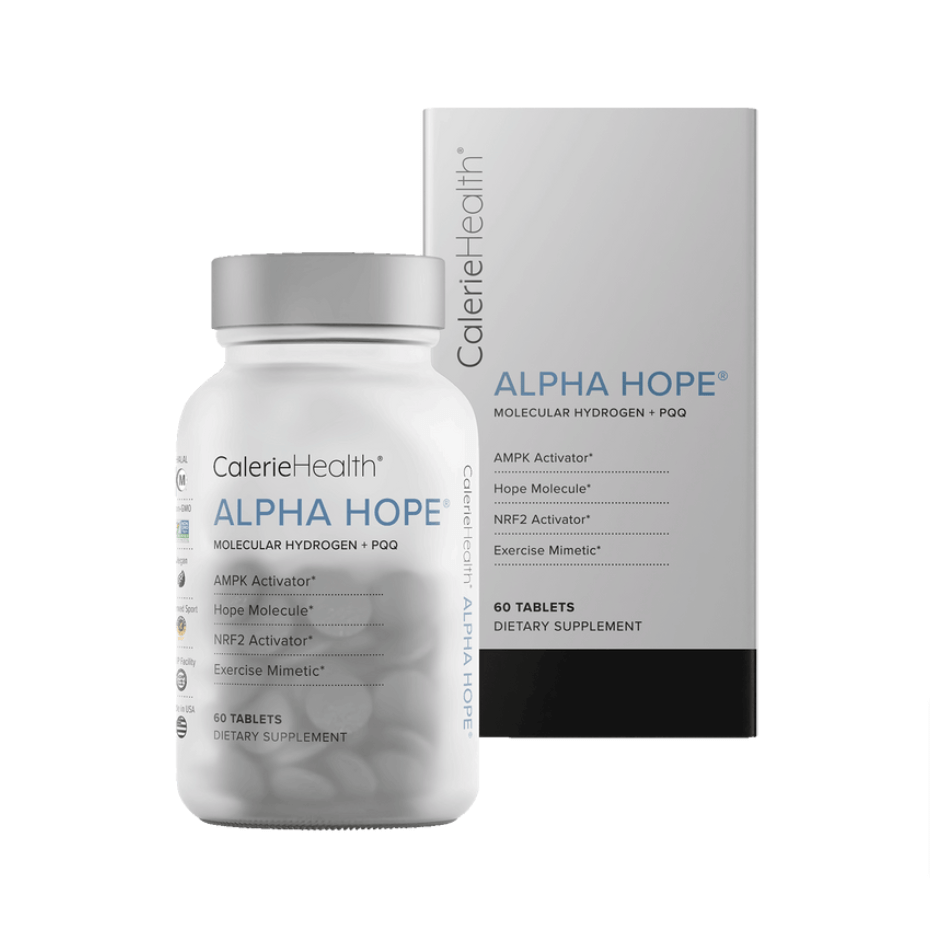 CalerieHealth®
ALPHA HOPE®
MOLECULAR HYDROGEN + PQQ
AMPK Activator*
Hope Molecule*
NRF2 Activator*
Exercise Mimetic*
60 TABLETS
DIETARY SUPPLEMENT
CalerieHealth®
ALPHA HOPE®
MOLECULAR HYDROGEN + PQQ
AMPK Activator*
Hope Molecule*
NRF2 Activator*
Exercise Mimetic*
60 TABLETS
DIETARY SUPPLEMENT
CalerieHealth® ALPHA HOPE®
M
Facility
USA